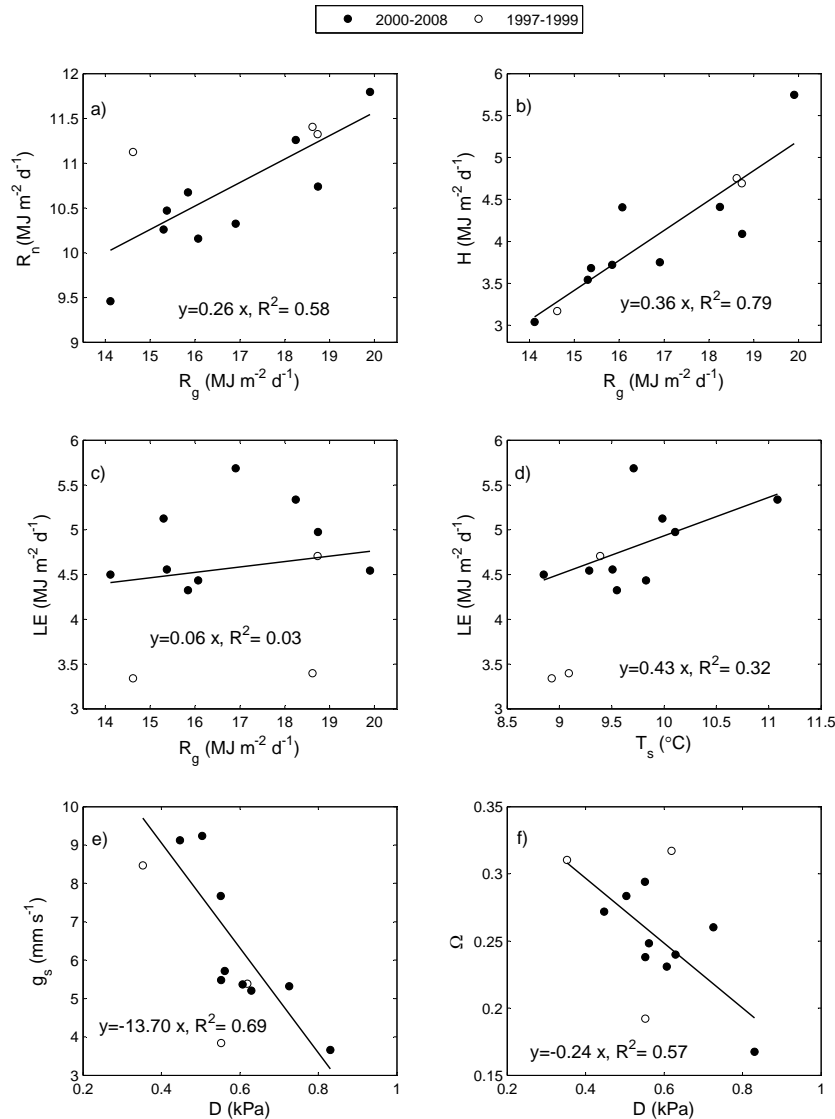 2000-2008 1997-1999
a)
12
11.5
11
10.5
10
9.5
9
R_n (MJ m^-2 d^-1)
y=0.26 x, R^2= 0.58
14 15 16 17 18 19 20
R_g (MJ m^-2 d^-1)
b)
6
5.5
5
4.5
4
3.5
3
H (MJ m^-2 d^-1)
y=0.36 x, R^2= 0.79
14 15 16 17 18 19 20
R_g (MJ m^-2 d^-1)
c)
6
5.5
5
4.5
4
3.5
3
LE (MJ m^-2 d^-1)
y=0.06 x, R^2= 0.03
14 15 16 17 18 19 20
R_g (MJ m^-2 d^-1)
d)
6
5.5
5
4.5
4
3.5
3
LE (MJ m^-2 d^-1)
y=0.43 x, R^2= 0.32
8.5 9 9.5 10 10.5 11 11.5
T_s (°C)
e)
10
9
8
7
6
5
4
3
g_s (mm s^-1)
y=-13.70 x, R^2= 0.69
0.2 0.4 0.6 0.8 1
D (kPa)
f)
0.35
0.3
0.25
0.2
0.15
Ω
y=-0.24 x, R^2= 0.57
0.2 0.4 0.6 0.8 1
D (kPa)